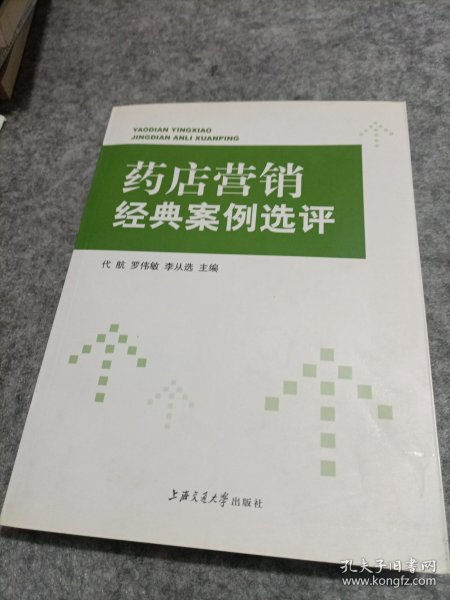 YAODIAN YINGXIAO
JINGDIAN ANLI XUANPING
药店营销
经典案例选评
代 航 罗伟敏 李从选 主编
上海交通大学出版社
孔夫子旧书网
www.kongfz.com